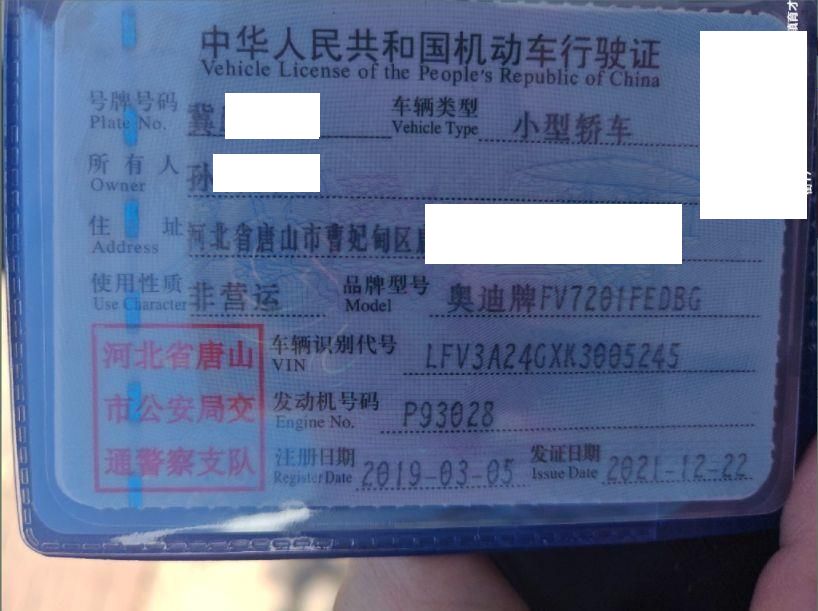 中华人民共和国机动车行驶证
Vehicle License of the People's Republic of China
号牌号码 Plate No. 冀 车辆类型 Vehicle Type 小型轿车
所有人 Owner 孙
住址 Address 河北省唐山市曹妃甸区
使用性质 Use Character 非营运 品牌型号 Model 奥迪牌FV7201FEDBG
河北省唐山市公安局交通警察支队
车辆识别代号 VIN LFV3A24GXK3005245
发动机号码 Engine No. P93028
注册日期 Register Date 2019-03-05 发证日期 Issue Date 2021-12-22